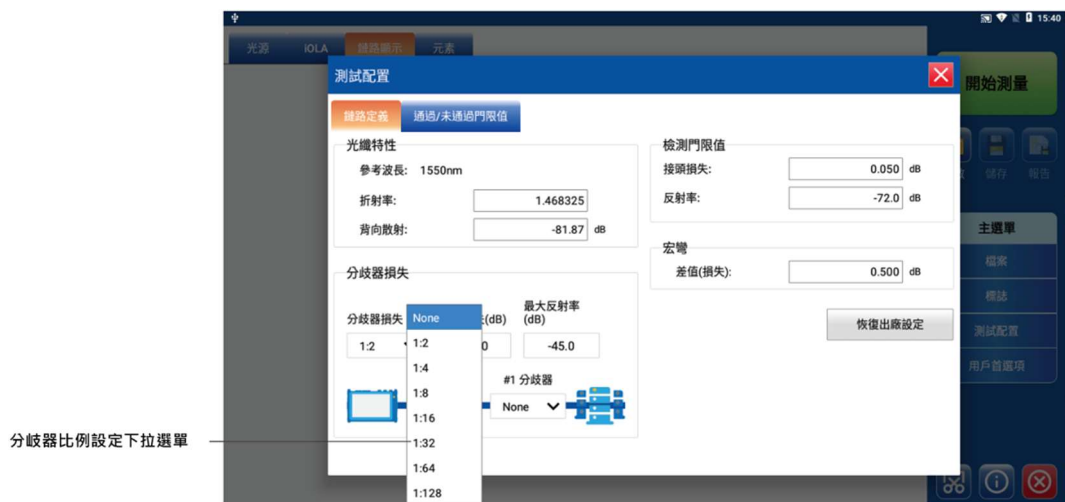 15:40
光源 iOLA 鏈路顯示 元素
測試配置
開始測量
鏈路定義 通過/未通過門限值
光纖特性
參考波長: 1550nm
折射率: 1.468325
背向散射: -81.87 dB
檢測門限值
接頭損失: 0.050 dB
反射率: -72.0 dB
宏彎
差值(損失): 0.500 dB
恢復出廠設定
分歧器損失
分歧器損失 (dB) 最大反射率
(dB)
1:2 0 -45.0
#1 分歧器
None
None
1:2
1:4
1:8
1:16
1:32
1:64
1:128
儲存 報告
主選單
檔案
標誌
測試配置
用戶首選項
分岐器比例設定下拉選單